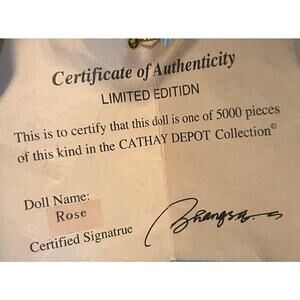 Certificate of Authenticity
LIMITED EDITION
This is to certify that this doll is one of 5000 pieces
of this kind in the CATHAY DEPOT Collection©
Doll Name:
Rose
Certified Signatrue